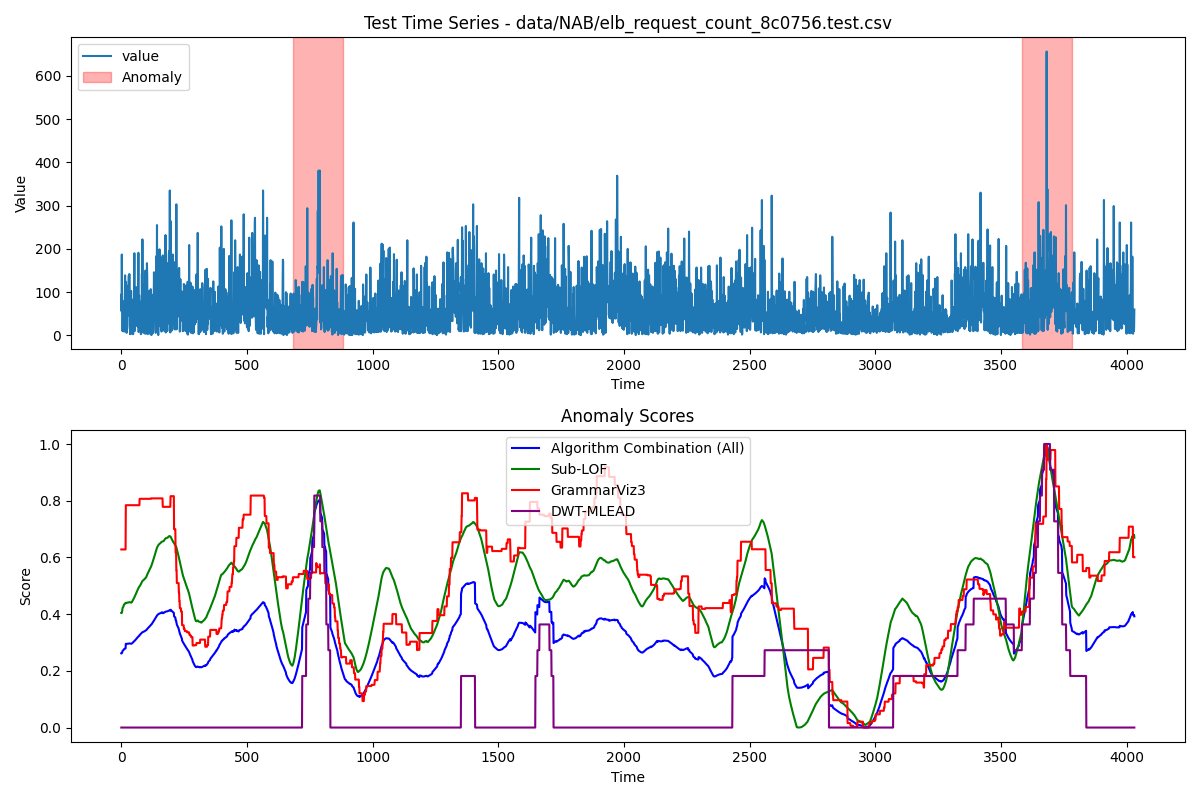 Test Time Series - data/NAB/elb_request_count_8c0756.test.csv
value
Anomaly
Value
600
500
400
300
200
100
0
0 500 1000 1500 2000 2500 3000 3500 4000
Time
Anomaly Scores
Algorithm Combination (All)
Sub-LOF
GrammarViz3
DWT-MLEAD
Score
1.0
0.8
0.6
0.4
0.2
0.0
0 500 1000 1500 2000 2500 3000 3500 4000
Time